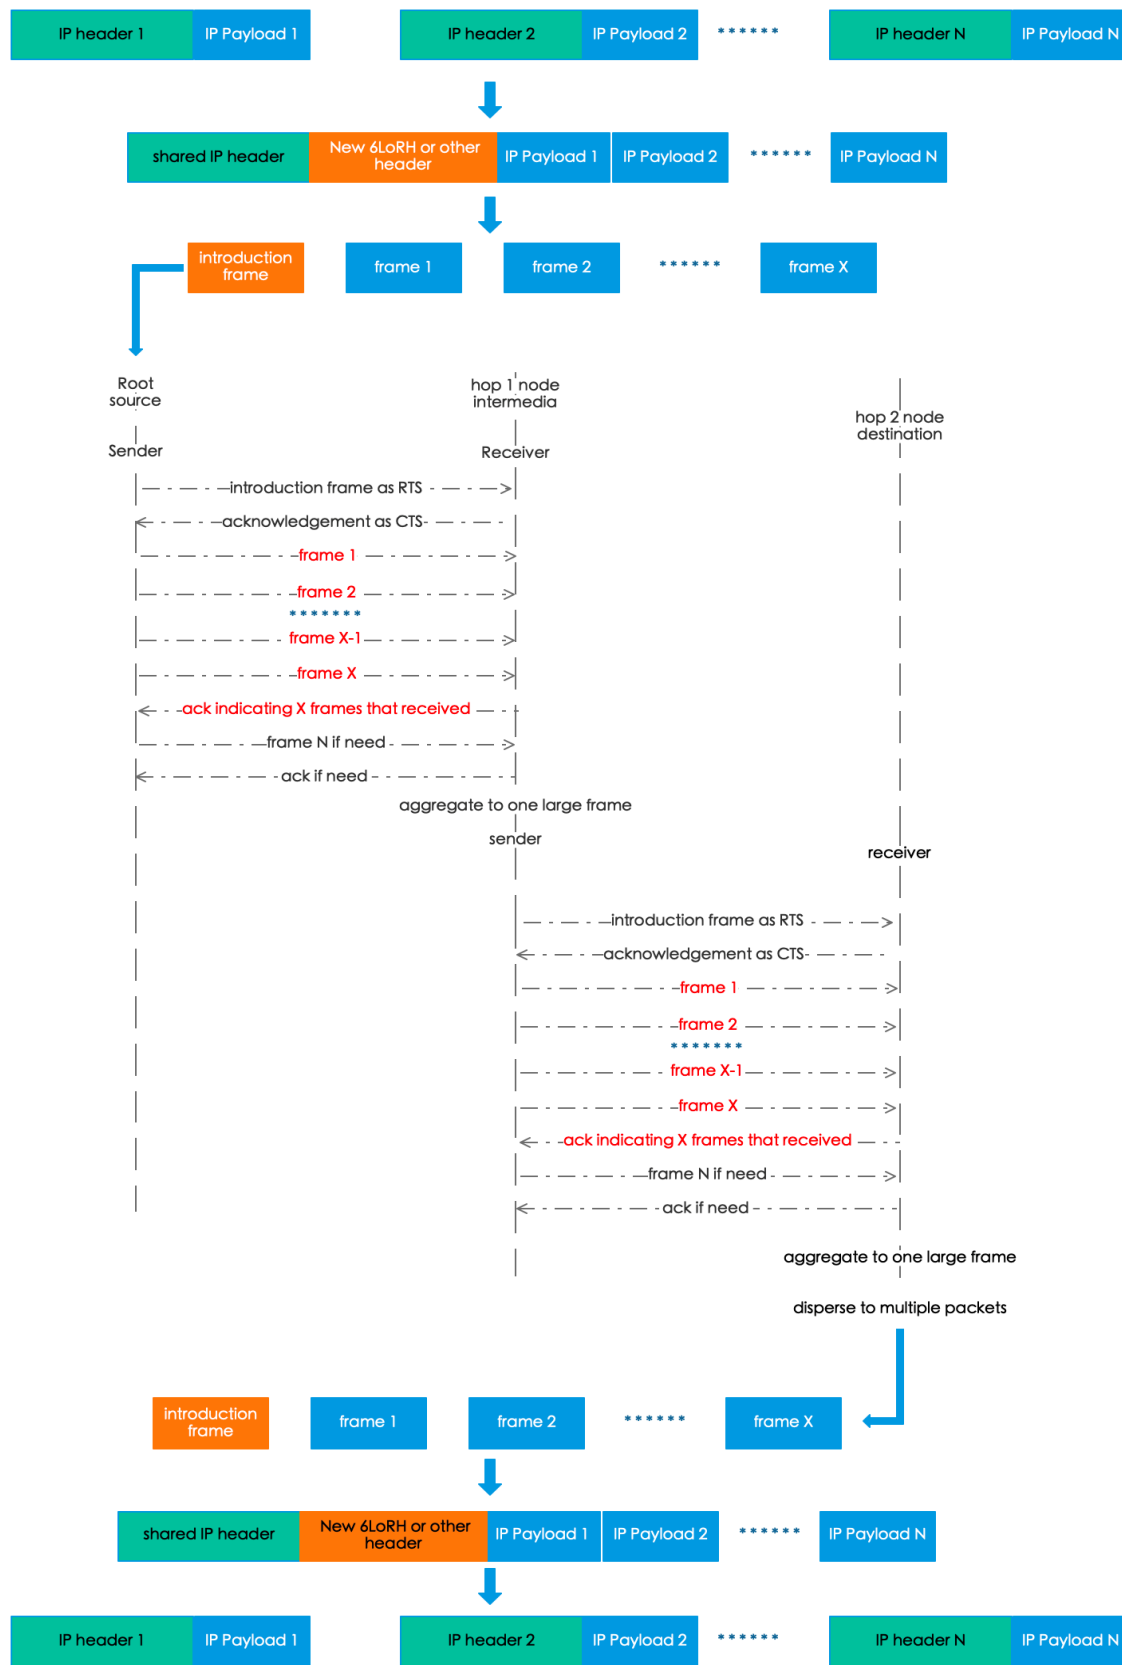 IP header 1 IP Payload 1 IP header 2 IP Payload 2 ****** IP header N IP Payload N
shared IP header New 6LoRH or other
header IP Payload 1 IP Payload 2 ****** IP Payload N
introduction
frame frame 1 frame 2 ****** frame X
Root
source
hop 1 node
intermedia
hop 2 node
destination
Sender
Receiver
introduction frame as RTS
acknowledgement as CTS
frame 1
frame 2
*******
frame X-1
frame X
ack indicating X frames that received
frame N if need
ack if need
aggregate to one large frame
sender
receiver
introduction frame as RTS
acknowledgement as CTS
frame 1
frame 2
*******
frame X-1
frame X
ack indicating X frames that received
frame N if need
ack if need
aggregate to one large frame
disperse to multiple packets
introduction
frame frame 1 frame 2 ****** frame X
shared IP header New 6LoRH or other
header IP Payload 1 IP Payload 2 ****** IP Payload N
IP header 1 IP Payload 1 IP header 2 IP Payload 2 ****** IP header N IP Payload N